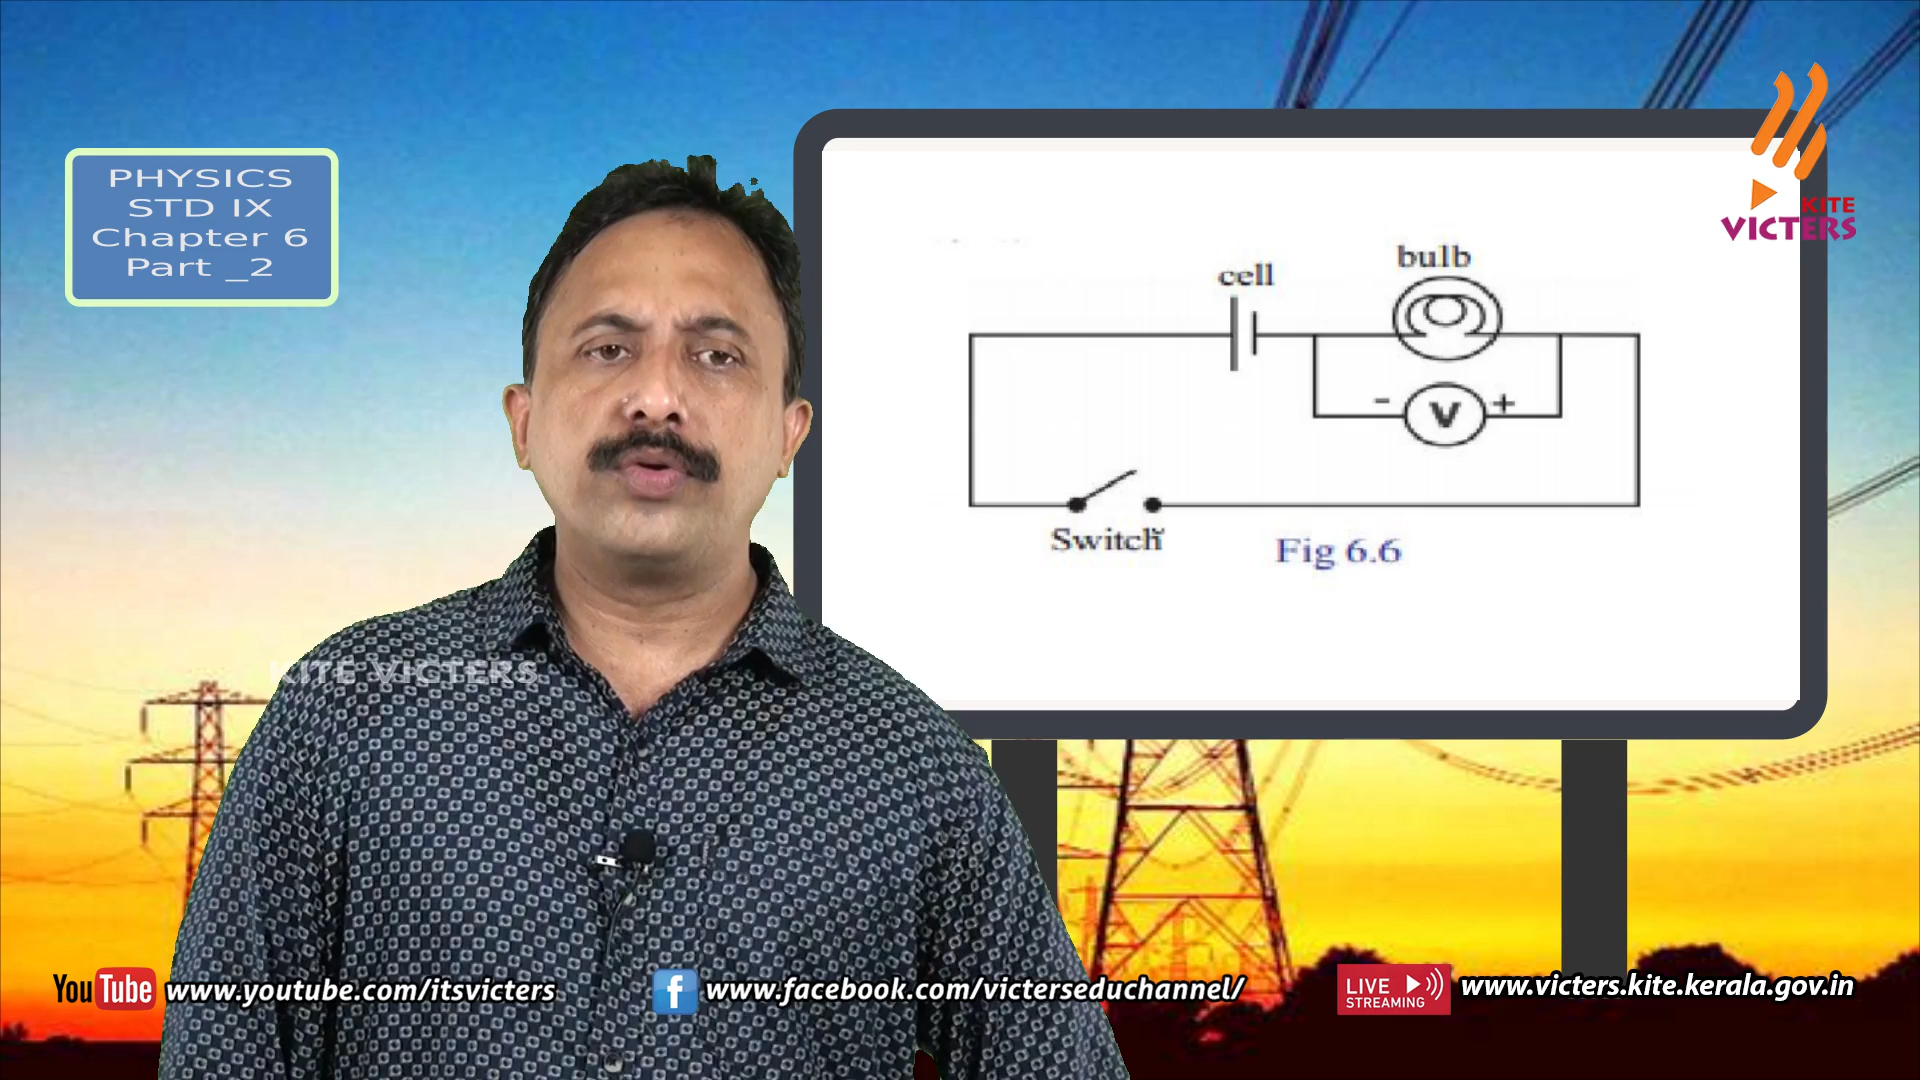 PHYSICS
STD IX
Chapter 6
Part _2
KITE
VICTERS
bulb
cell
- V +
Switch
Fig 6.6
KITE VICTERS
YouTube www.youtube.com/itsvicters
f www.facebook.com/victerseduchannel/
LIVE
STREAMING
www.victers.kite.kerala.gov.in